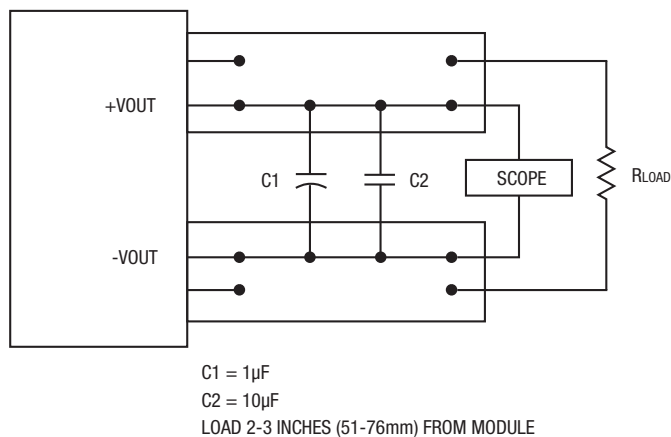 +VOUT
C1
C2
SCOPE
RLOAD
-VOUT
C1 = 1µF
C2 = 10µF
LOAD 2-3 INCHES (51-76mm) FROM MODULE